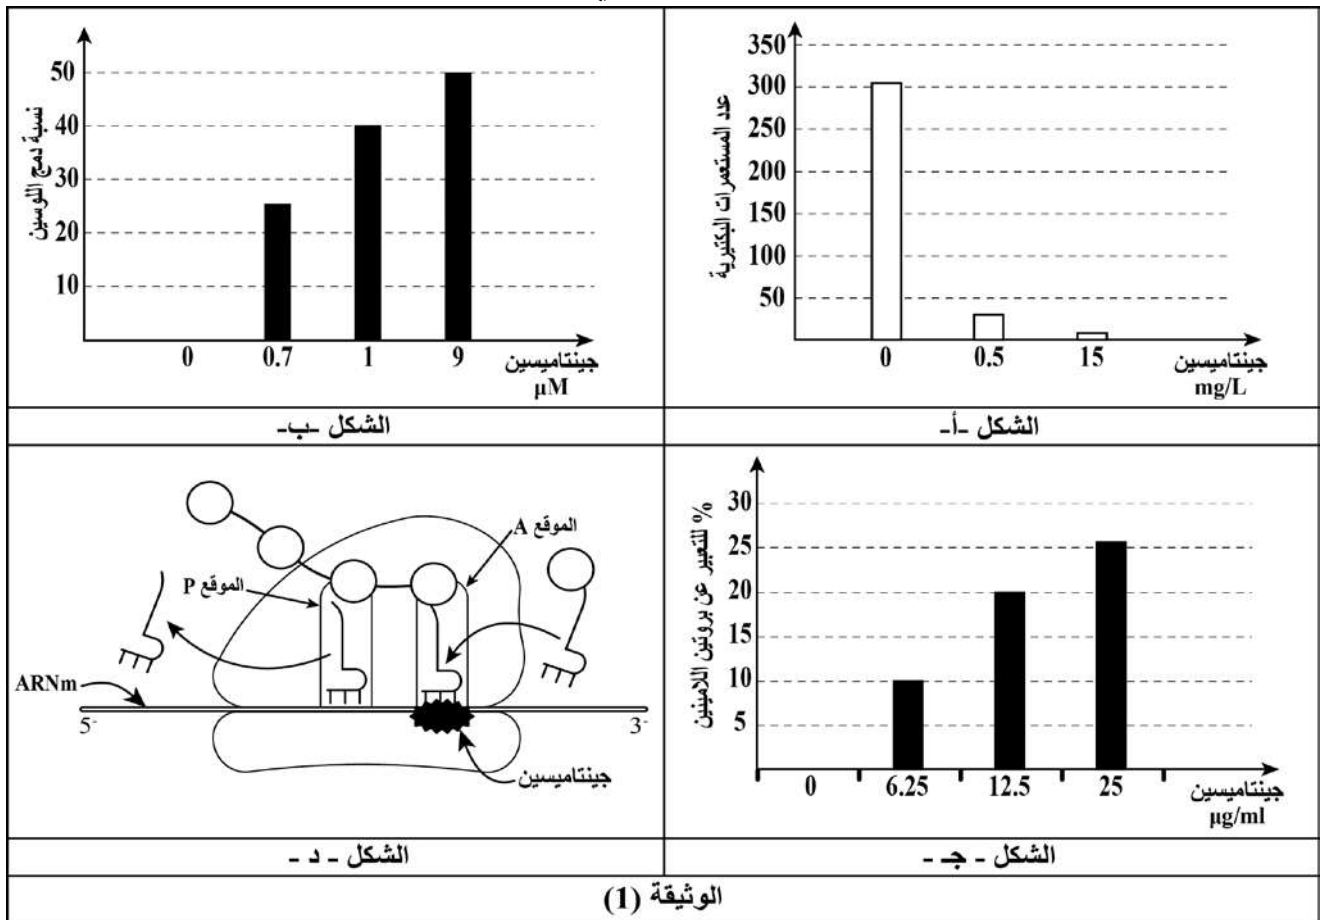 350
300
250
200
150
100
50
عدد المستعمرات البكتيرية
0
0.5
15
جينتاميسين
mg/L
الشكل -أ-
50
40
30
20
10
نسبة دمج اللوسين
0
0.7
1
9
جينتاميسين
µM
الشكل -ب-
30
25
20
15
10
5
% للتعبير عن بروتين اللامينين
0
6.25
12.5
25
جينتاميسين
µg/ml
الشكل - جـ -
الموقع A
الموقع P
ARNm
5-
3-
جينتاميسين
الشكل - د -
الوثيقة (1)